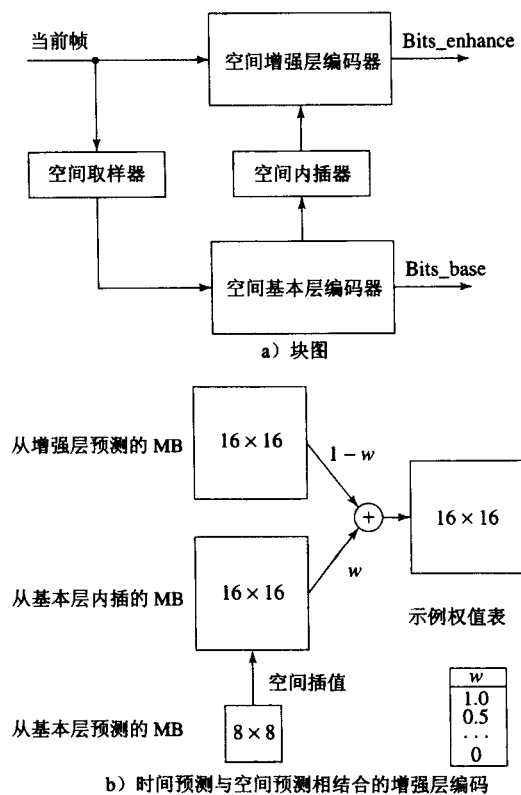 当前帧
Bits_enhance
空间增强层编码器
空间取样器
空间内插器
Bits_base
空间基本层编码器
a）块图
从增强层预测的 MB
16×16
1－w
+
16×16
从基本层内插的 MB
16×16
w
示例权值表
空间插值
从基本层预测的 MB
8×8
w
1.0
0.5
...
0
b）时间预测与空间预测相结合的增强层编码